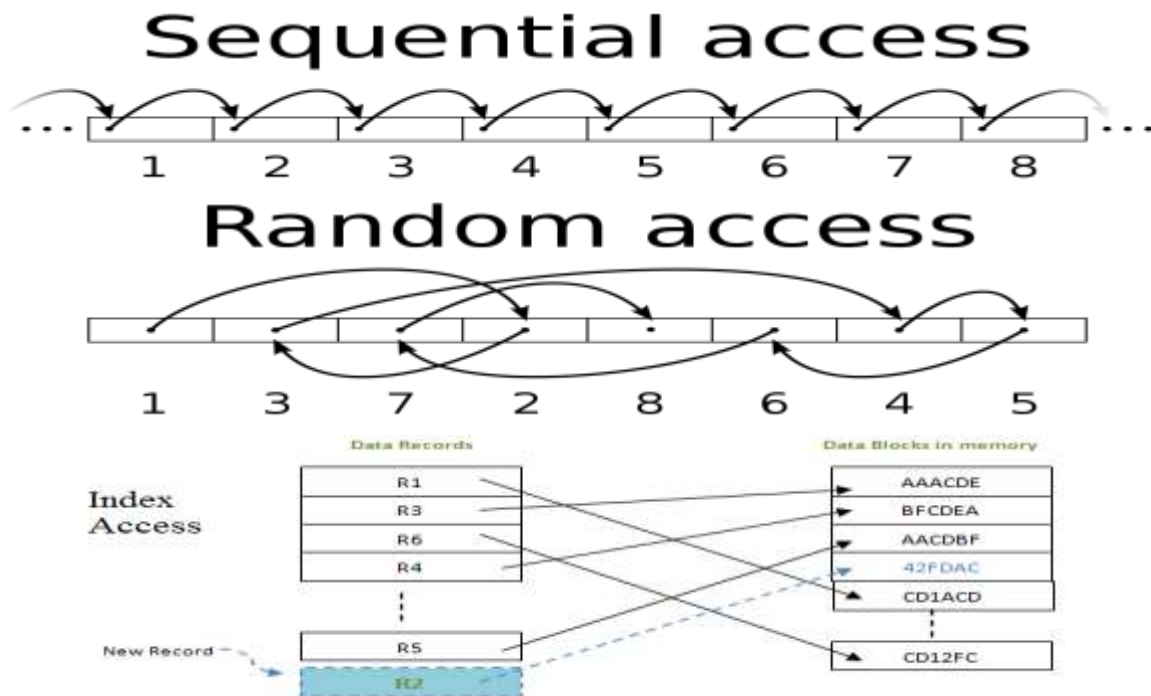 Sequential access
1 2 3 4 5 6 7 8
Random access
1 3 7 2 8 6 4 5
Data Records
Data Blocks in memory
Index
Access
R1
R3
R6
R4
R5
New Record
R2
AAACDE
BFCDEA
AACDBF
42FDAC
CD1ACD
CD12FC